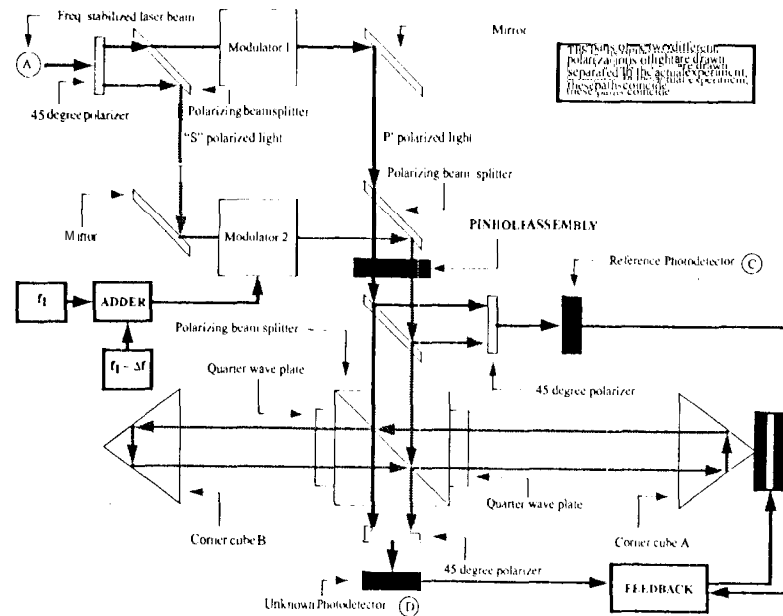 Freq. stabilized laser beam
A
Modulator 1
Mirror
45 degree polarizer
Polarizing beamsplitter
"S" polarized light
P' polarized light
Polarizing beam splitter
Mirror
Modulator 2
PINHOLE ASSEMBLY
Reference Photodetector C
f1
ADDER
Polarizing beam splitter
f1 - Δf
Quarter wave plate
45 degree polarizer
Quarter wave plate
Corner cube B
Corner cube A
45 degree polarizer
FEEDBACK
Unknown Photodetector D